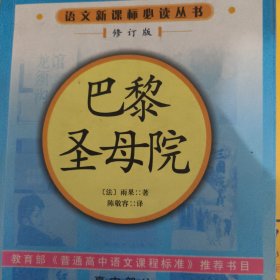 语文新课标必读丛书
修订版
巴黎
圣母院
〔法〕雨果::著
陈敬容::译
教育部《普通高中语文课程标准》推荐书目